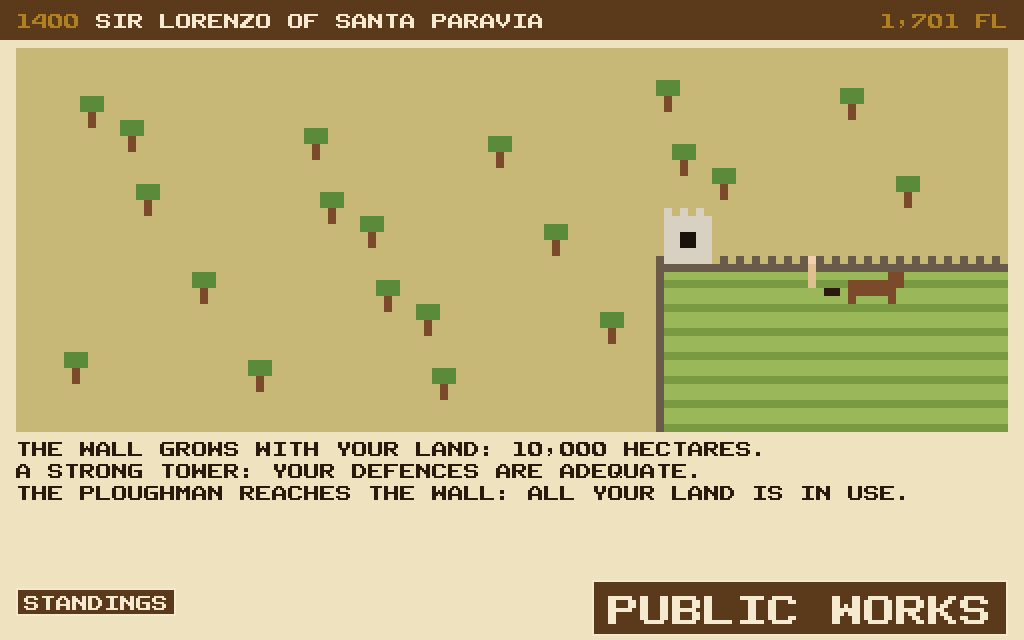 1400 SIR LORENZO OF SANTA PARAVIA 1,701 FL
THE WALL GROWS WITH YOUR LAND: 10,000 HECTARES.
A STRONG TOWER: YOUR DEFENCES ARE ADEQUATE.
THE PLOUGHMAN REACHES THE WALL: ALL YOUR LAND IS IN USE.
STANDINGS
PUBLIC WORKS